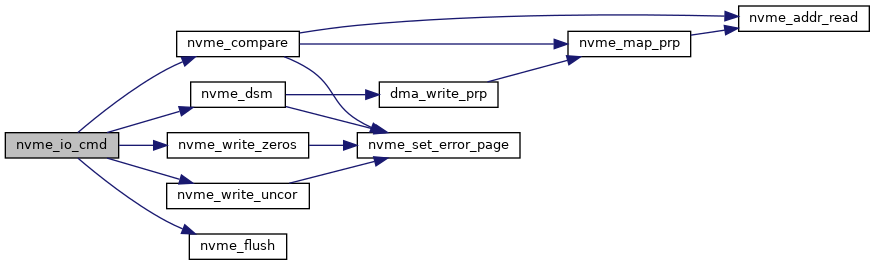 nvme_addr_read
nvme_compare
nvme_map_prp
nvme_dsm
dma_write_prp
nvme_io_cmd
nvme_write_zeros
nvme_set_error_page
nvme_write_uncor
nvme_flush